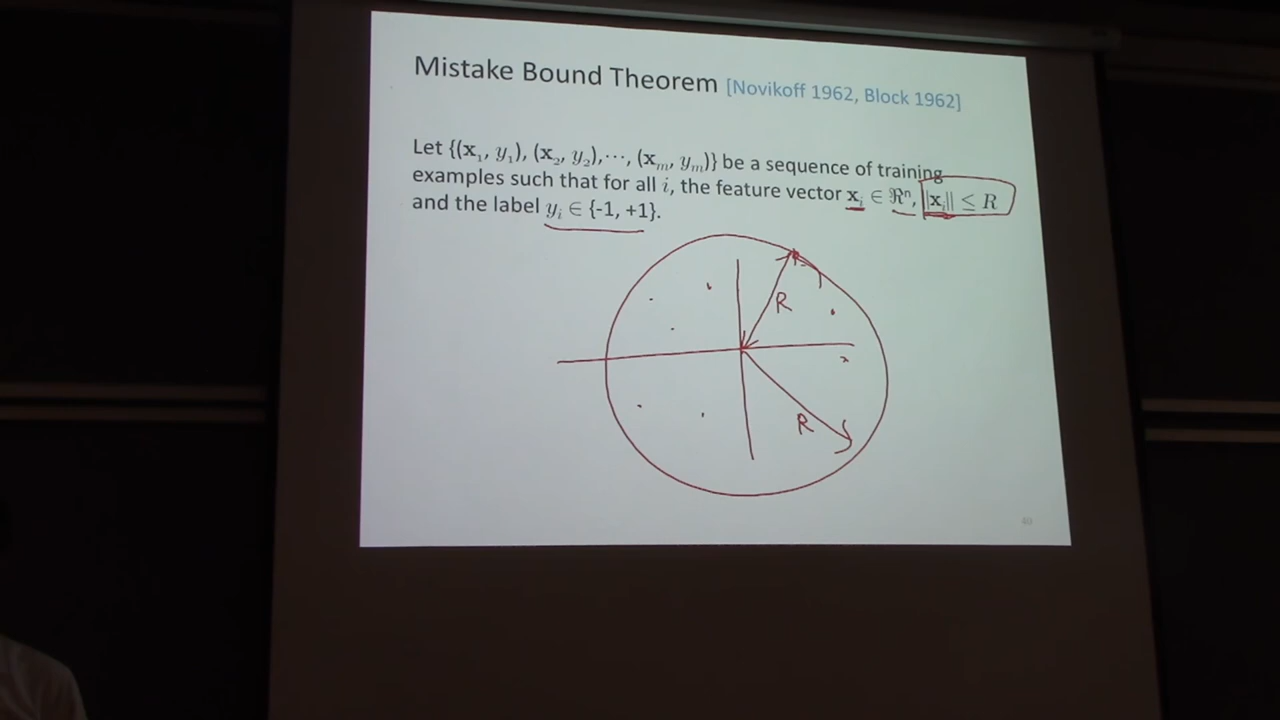 Mistake Bound Theorem [Novikoff 1962, Block 1962]
Let {(x₁, y₁), (x₂, y₂),⋯, (xₘ, yₘ)} be a sequence of training
examples such that for all i, the feature vector xᵢ ∈ ℜⁿ, ||xᵢ|| ≤ R
and the label yᵢ ∈ {-1, +1}.
R
R
40